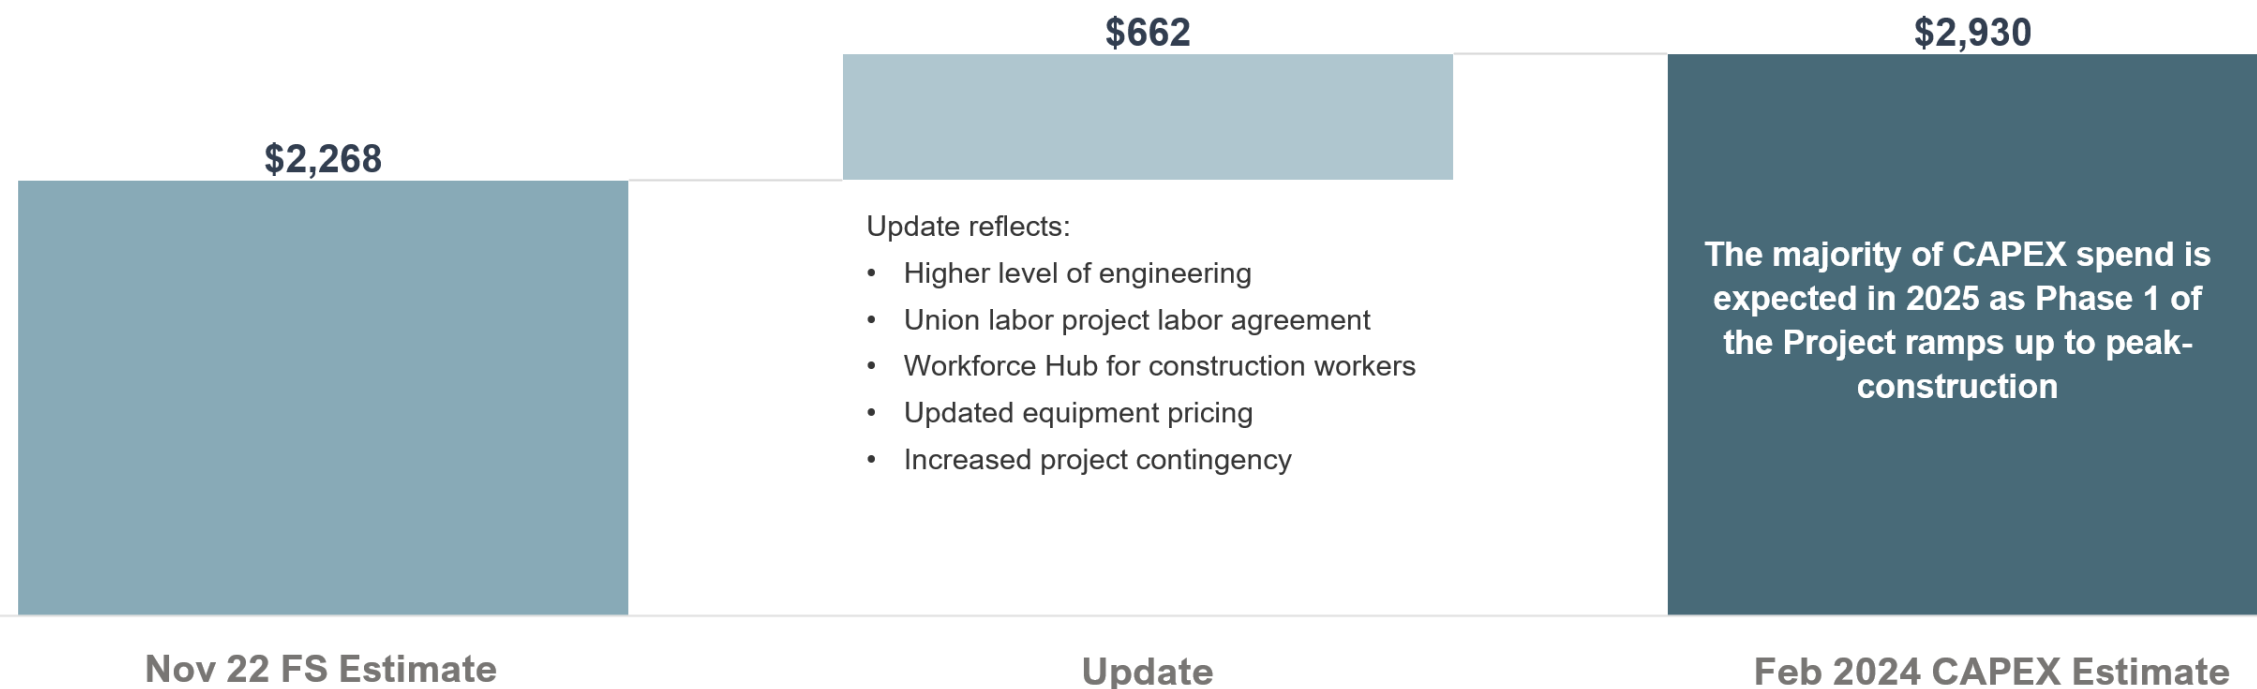 $2,268
$662
$2,930
Update reflects:
• Higher level of engineering
• Union labor project labor agreement
• Workforce Hub for construction workers
• Updated equipment pricing
• Increased project contingency
The majority of CAPEX spend is
expected in 2025 as Phase 1 of
the Project ramps up to peak-
construction
Nov 22 FS Estimate
Update
Feb 2024 CAPEX Estimate